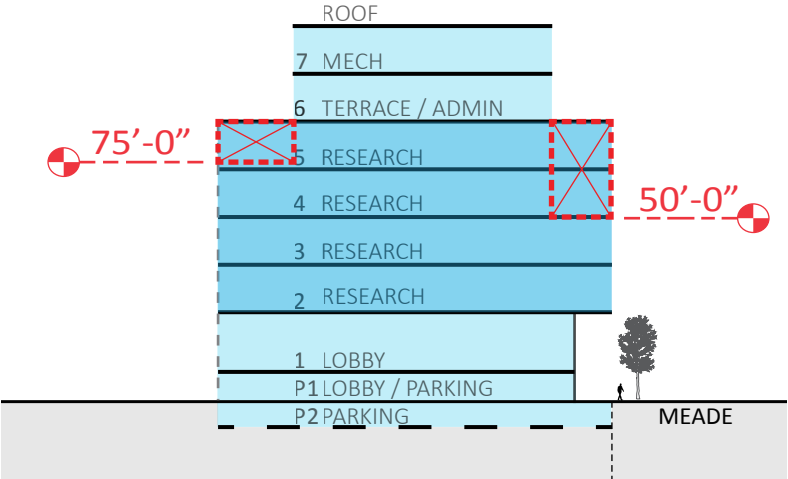 ROOF
7 MECH
6 TERRACE / ADMIN
75’-0”
5 RESEARCH
4 RESEARCH
50’-0”
3 RESEARCH
2 RESEARCH
1 LOBBY
P1 LOBBY / PARKING
P2 PARKING
MEADE